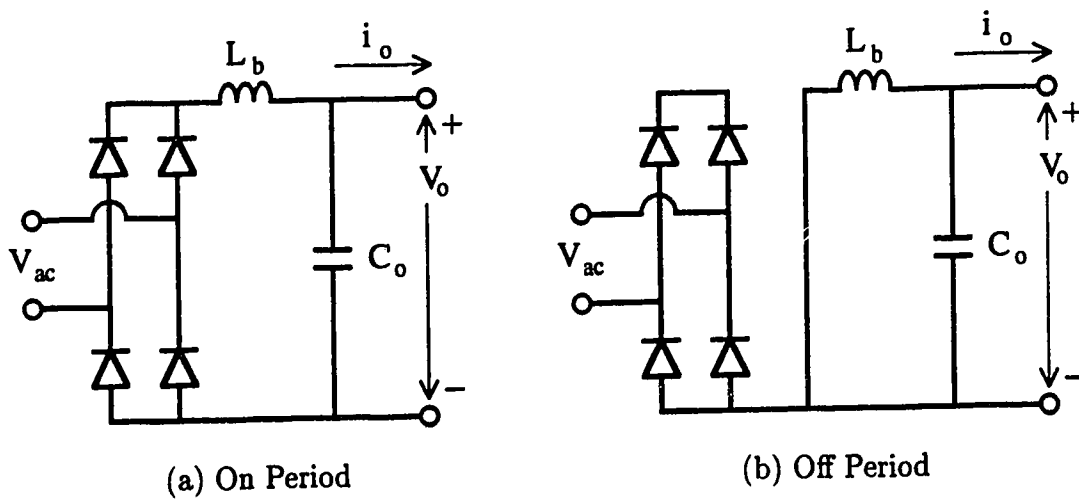 i_o
L_b
+
V_o
V_ac
C_o
−
(a) On Period
i_o
L_b
+
V_o
V_ac
C_o
−
(b) Off Period